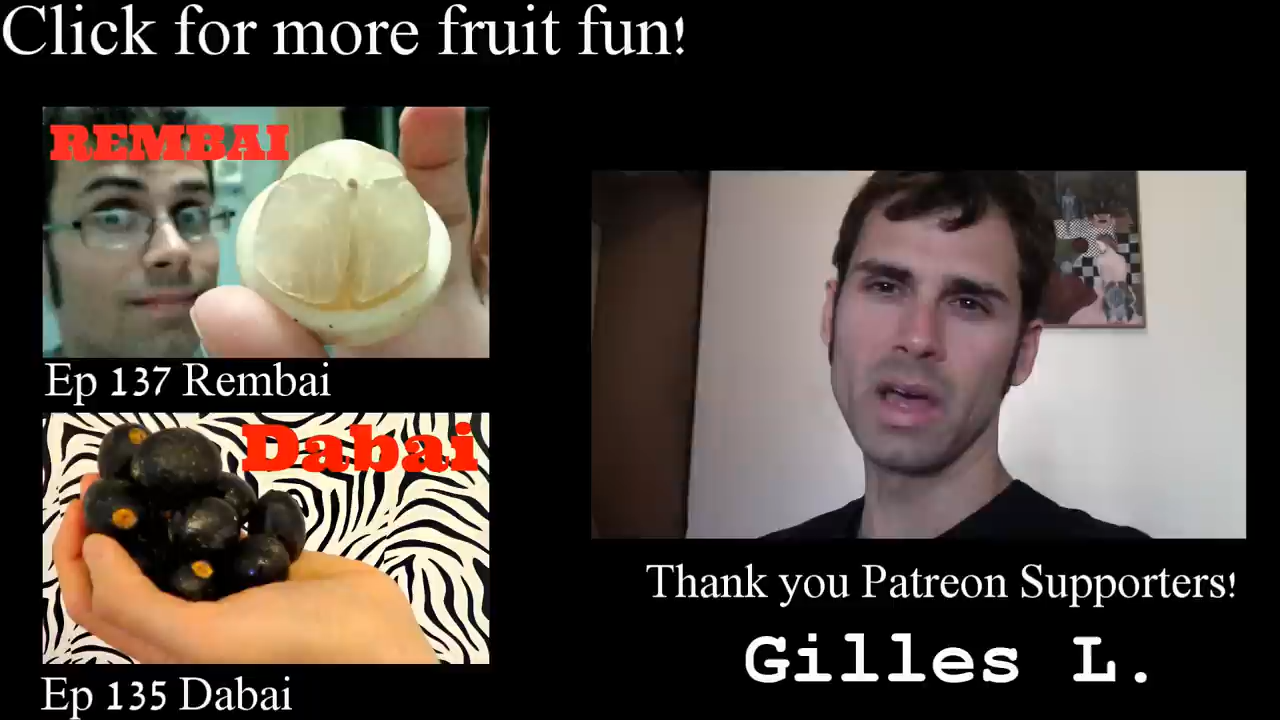 Click for more fruit fun!
REMBAI
Ep 137 Rembai
Dabai
Ep 135 Dabai
Thank you Patreon Supporters!
Gilles L.